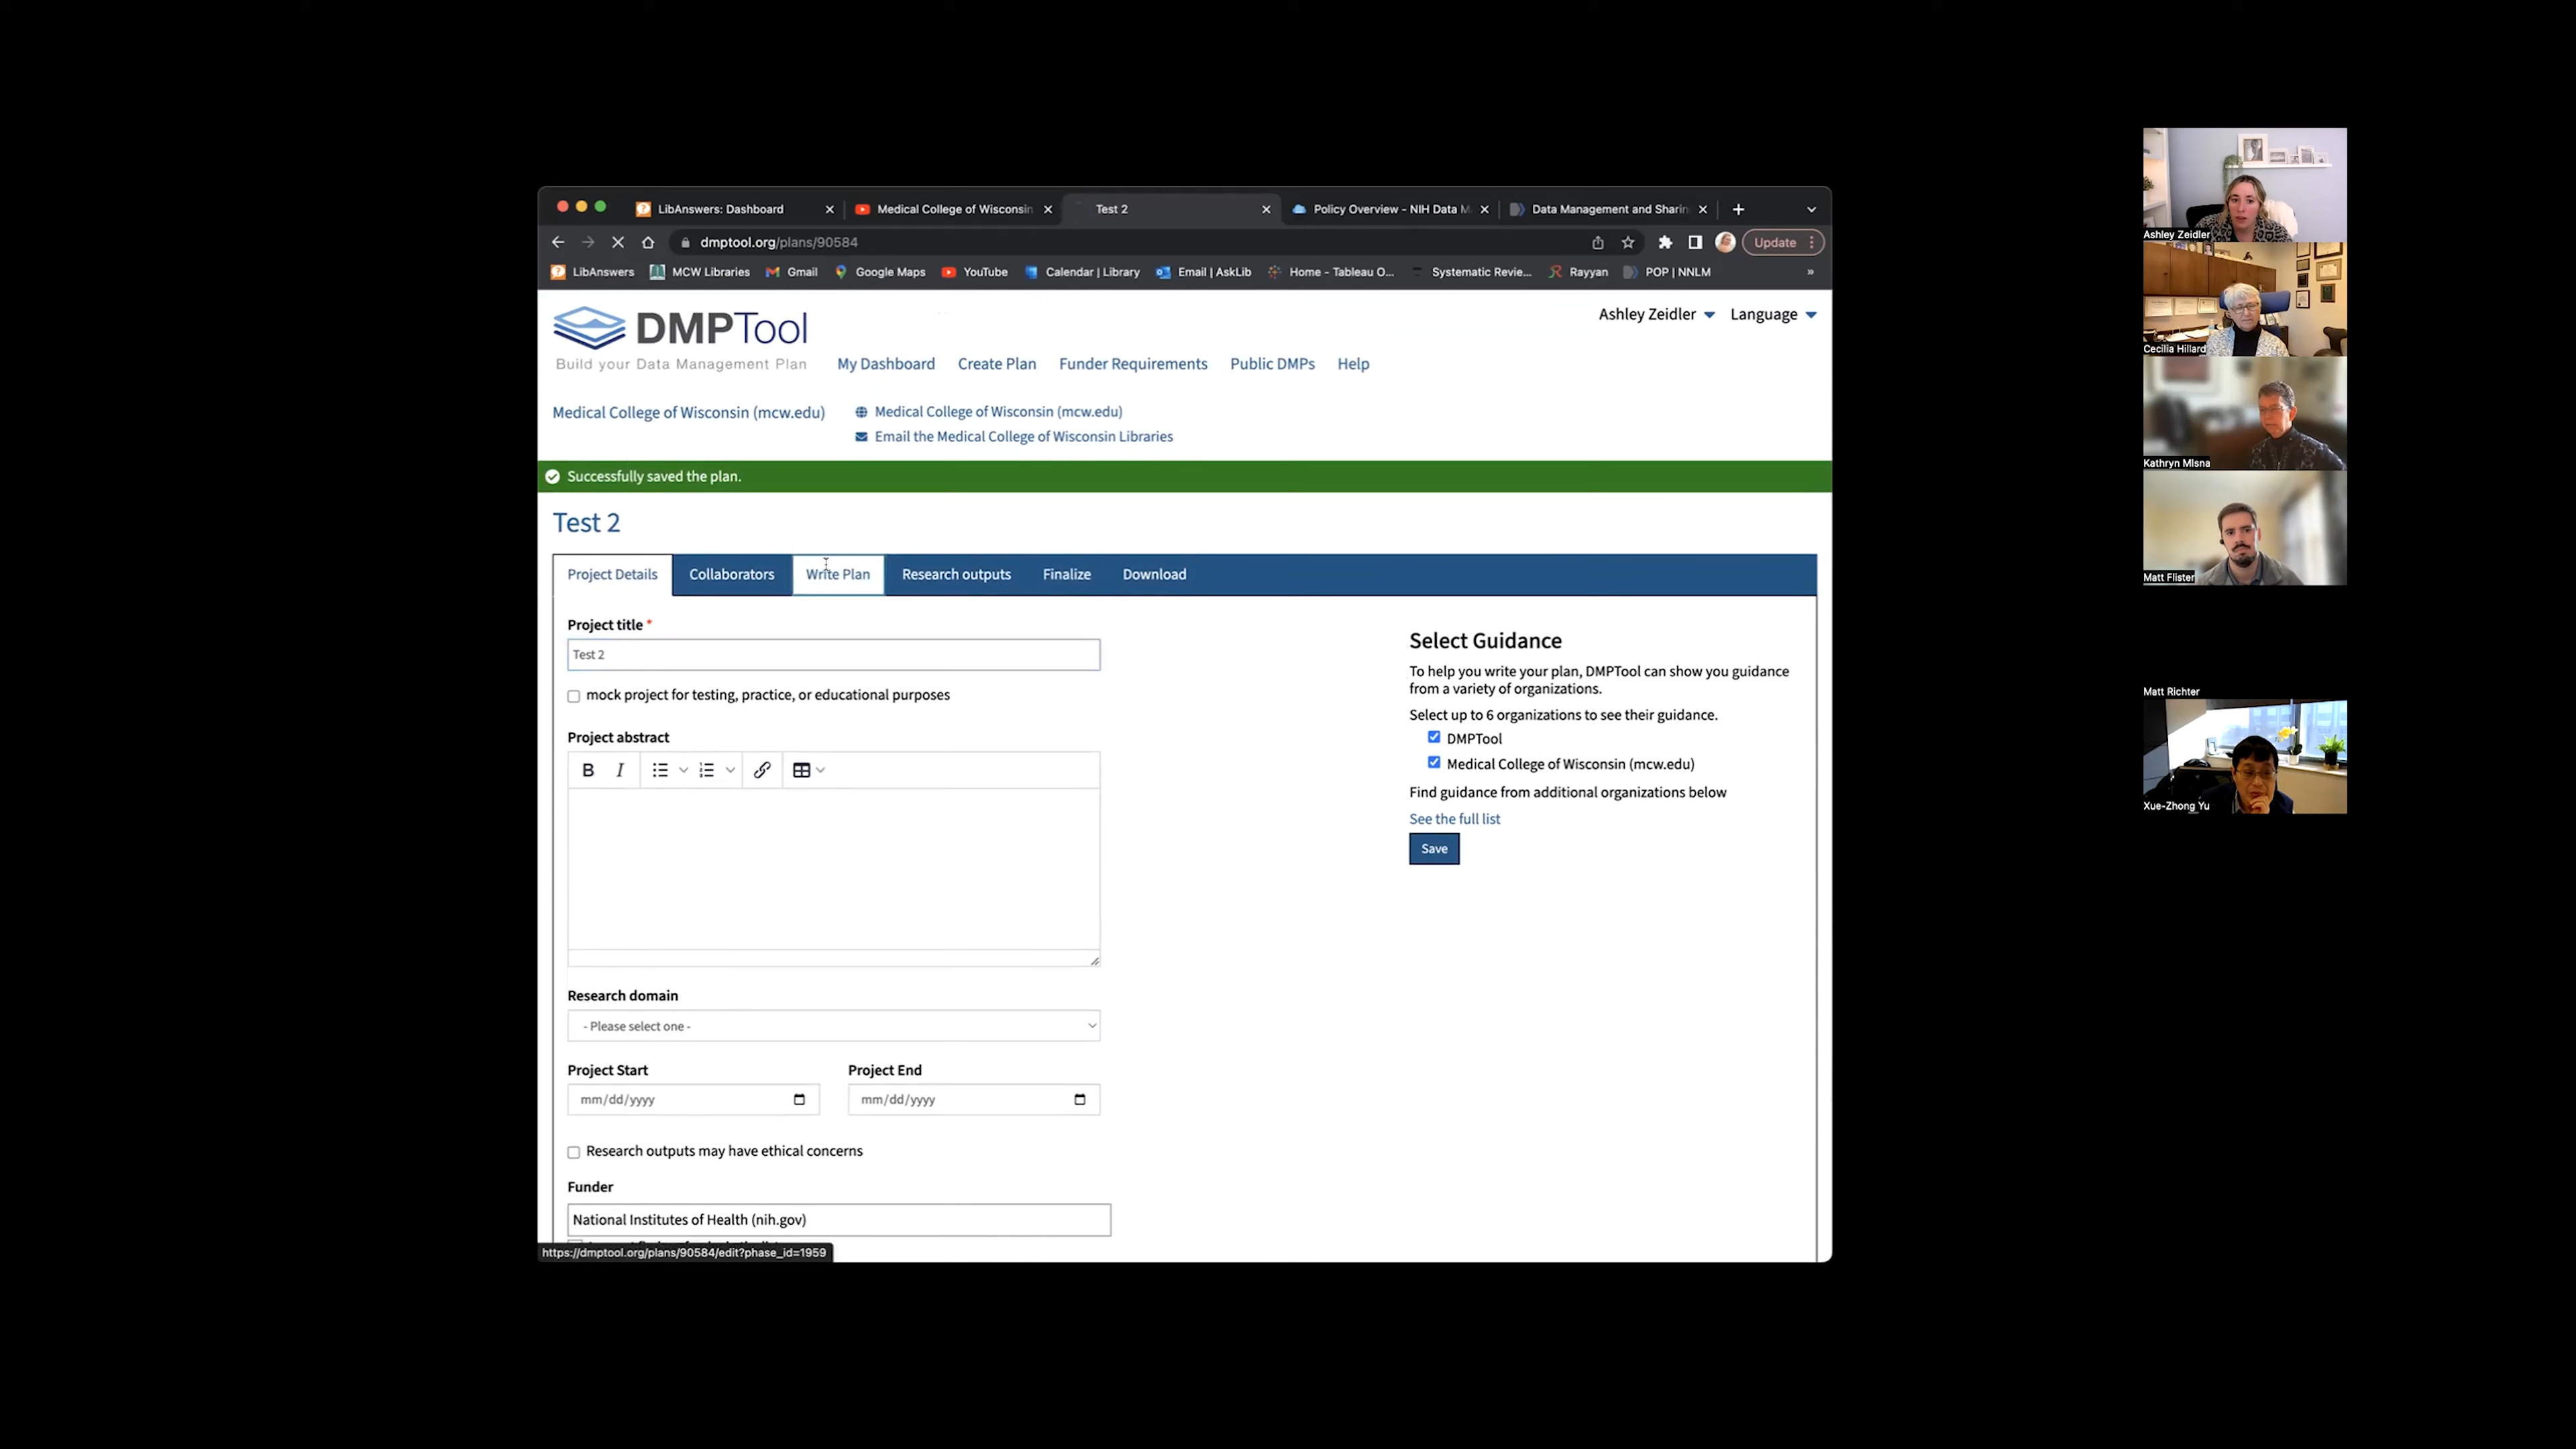 LibAnswers: Dashboard
Medical College of Wisconsin
Test 2
Policy Overview - NIH Data M
Data Management and Sharin
dmptool.org/plans/90584
Update
LibAnswers
MCW Libraries
Gmail
Google Maps
YouTube
Calendar | Library
Email | AskLib
Home - Tableau O...
Systematic Revie...
Rayyan
POP | NNLM
»
DMPTool
Build your Data Management Plan
Ashley Zeidler
Language
My Dashboard
Create Plan
Funder Requirements
Public DMPs
Help
Medical College of Wisconsin (mcw.edu)
Medical College of Wisconsin (mcw.edu)
Email the Medical College of Wisconsin Libraries
Successfully saved the plan.
Test 2
Project Details
Collaborators
Write Plan
Research outputs
Finalize
Download
Project title *
Test 2
mock project for testing, practice, or educational purposes
Project abstract
B I
Research domain
- Please select one -
Project Start
Project End
mm/dd/yyyy
mm/dd/yyyy
Research outputs may have ethical concerns
Funder
National Institutes of Health (nih.gov)
https://dmptool.org/plans/90584/edit?phase_id=1959
Select Guidance
To help you write your plan, DMPTool can show you guidance
from a variety of organizations.
Select up to 6 organizations to see their guidance.
DMPTool
Medical College of Wisconsin (mcw.edu)
Find guidance from additional organizations below
See the full list
Save
Ashley Zeidler
Cecilia Hillard
Kathryn Misna
Matt Flister
Matt Richter
Xue-Zhong Yu